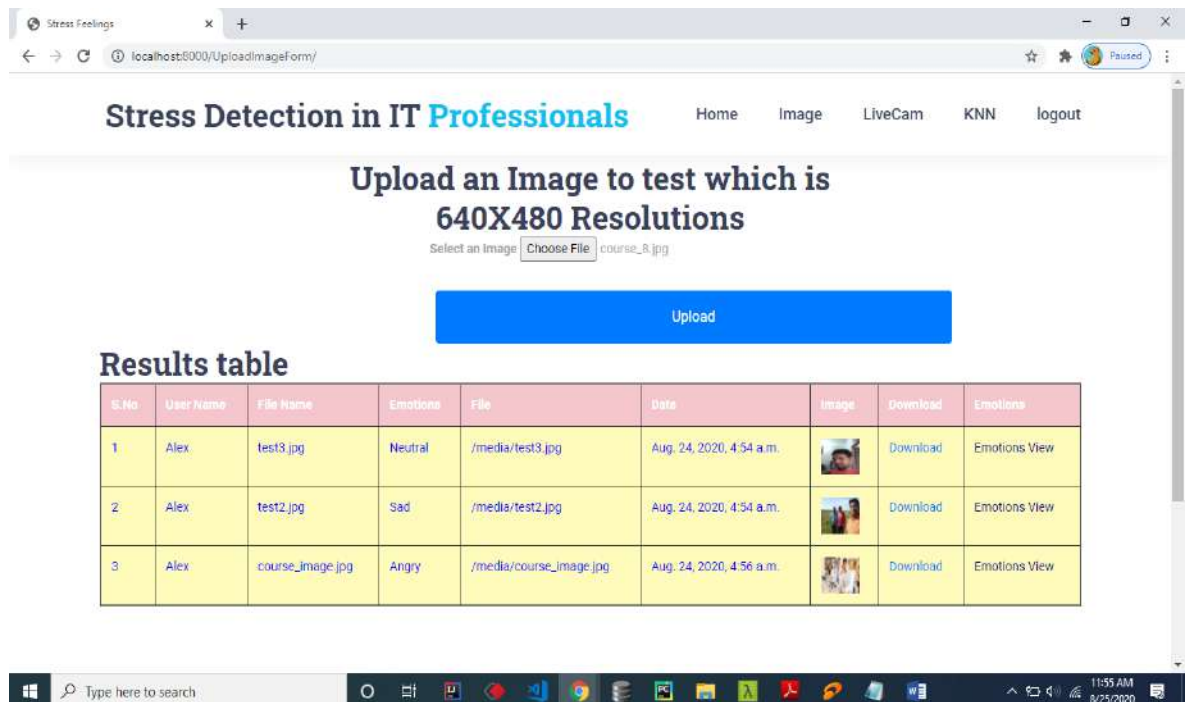 Stress Feelings
localhost:8000/UploadImageForm/
Paused
Stress Detection in IT Professionals
Home Image LiveCam KNN logout
Upload an Image to test which is
640X480 Resolutions
Select an Image Choose File course_8.jpg
Upload
Results table
S.No User Name File Name Emotions File Date Image Download Emotions
1 Alex test3.jpg Neutral /media/test3.jpg Aug. 24, 2020, 4:54 a.m. Download Emotions View
2 Alex test2.jpg Sad /media/test2.jpg Aug. 24, 2020, 4:54 a.m. Download Emotions View
3 Alex course_image.jpg Angry /media/course_image.jpg Aug. 24, 2020, 4:56 a.m. Download Emotions View
Type here to search
11:55 AM
8/25/2020